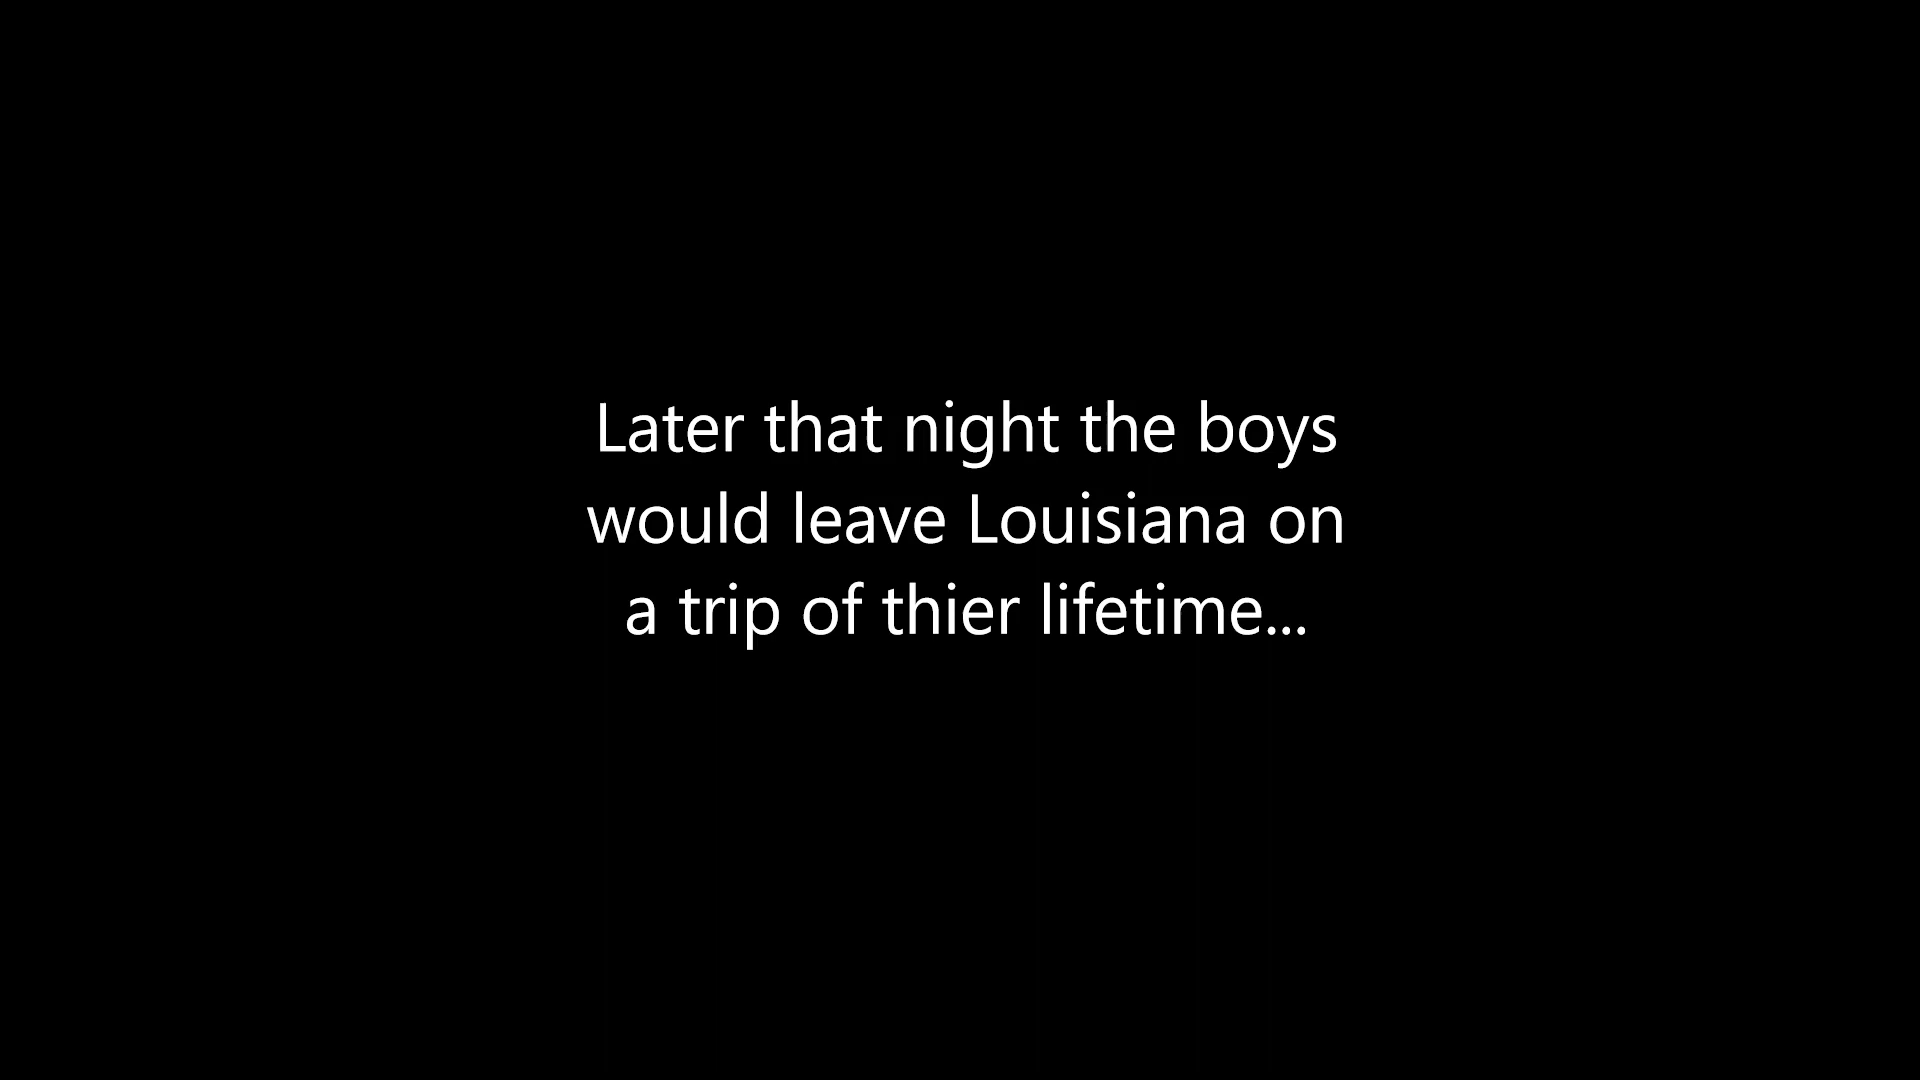 Later that night the boys
would leave Louisiana on
a trip of thier lifetime...